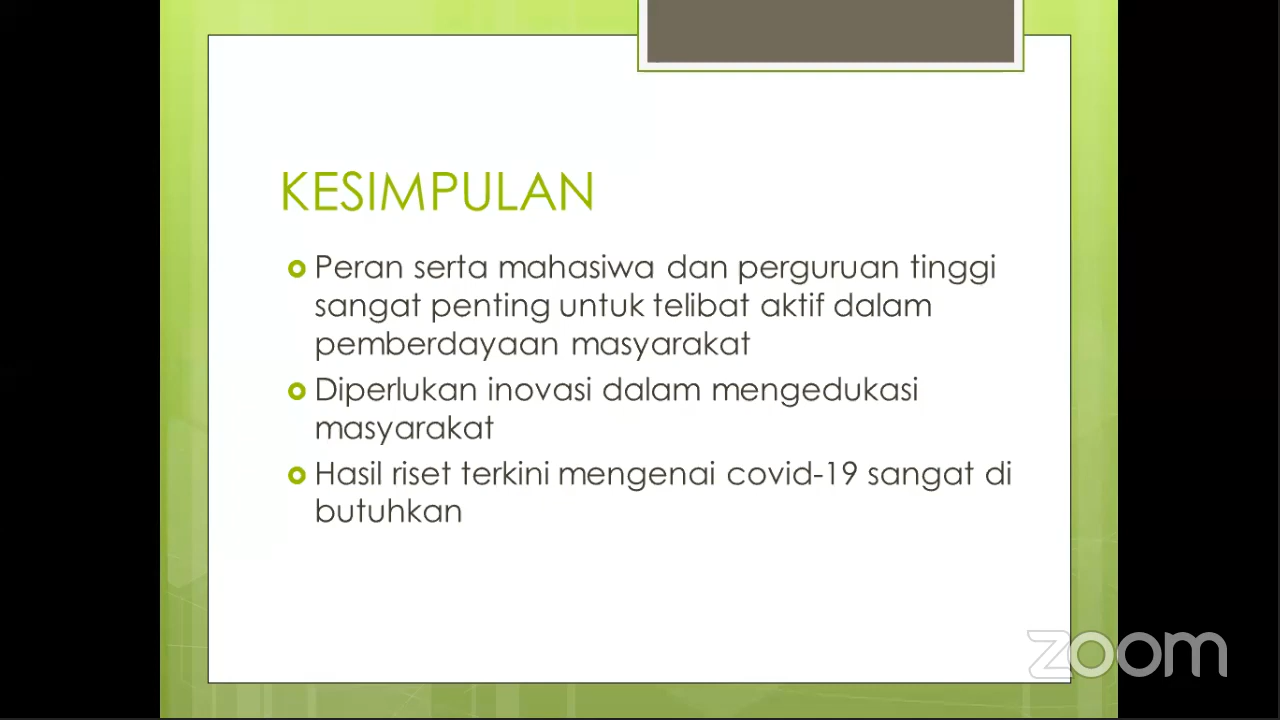 KESIMPULAN
Peran serta mahasiwa dan perguruan tinggi
sangat penting untuk telibat aktif dalam
pemberdayaan masyarakat
Diperlukan inovasi dalam mengedukasi
masyarakat
Hasil riset terkini mengenai covid-19 sangat di
butuhkan
zoom